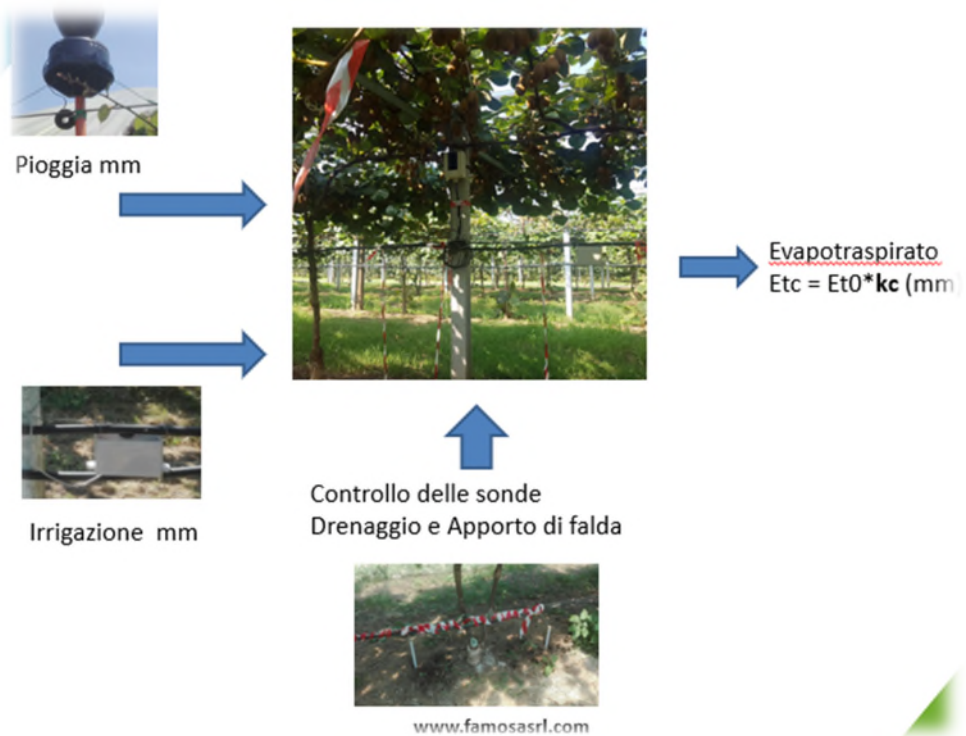 Pioggia mm
Evapotraspirato
Etc = Et0*kc (mm)
Irrigazione mm
Controllo delle sonde
Drenaggio e Apporto di falda
www.famosasrl.com